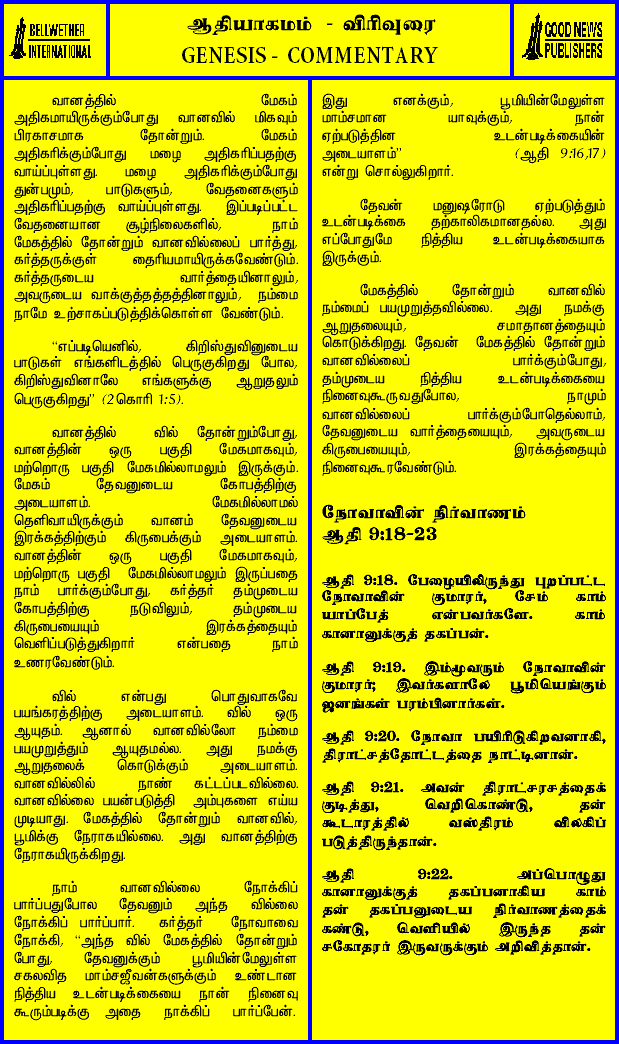 BELLWETHER
INTERNATIONAL
ஆதியாகமம் - விரிவுரை
GENESIS - COMMENTARY
GOOD NEWS
PUBLISHERS
வானத்தில் மேகம்
அதிகமாயிருக்கும்போது வானவில் மிகவும்
பிரகாசமாக தோன்றும். மேகம்
அதிகரிக்கும்போது மழை அதிகரிப்பதற்கு
வாய்ப்புள்ளது. மழை அதிகரிக்கும்போது
துன்பமும், பாடுகளும், வேதனைகளும்
அதிகரிப்பதற்கு வாய்ப்புள்ளது. இப்படிப்பட்ட
வேதனையான சூழ்நிலைகளில், நாம்
மேகத்தில் தோன்றும் வானவில்லைப் பார்த்து,
கர்த்தருக்குள் தைரியமாயிருக்கவேண்டும்.
கர்த்தருடைய வார்த்தையினாலும்,
அவருடைய வாக்குத்தத்தத்தினாலும், நம்மை
நாமே உற்சாகப்படுத்திக்கொள்ள வேண்டும்.
“எப்படியெனில், கிறிஸ்துவினுடைய
பாடுகள் எங்களிடத்தில் பெருகுகிறது போல,
கிறிஸ்துவினாலே எங்களுக்கு ஆறுதலும்
பெருகுகிறது” (2கொரி 1:5).
வானத்தில் வில் தோன்றும்போது,
வானத்தின் ஒரு பகுதி மேகமாகவும்,
மற்றொரு பகுதி மேகமில்லாமலும் இருக்கும்.
மேகம் தேவனுடைய கோபத்திற்கு
அடையாளம். மேகமில்லாமல்
தெளிவாயிருக்கும் வானம் தேவனுடைய
இரக்கத்திற்கும் கிருபைக்கும் அடையாளம்.
வானத்தின் ஒரு பகுதி மேகமாகவும்,
மற்றொரு பகுதி மேகமில்லாமலும் இருப்பதை
நாம் பார்க்கும்போது, கர்த்தர் தம்முடைய
கோபத்திற்கு நடுவிலும், தம்முடைய
கிருபையையும் இரக்கத்தையும்
வெளிப்படுத்துகிறார் என்பதை நாம்
உணரவேண்டும்.
வில் என்பது பொதுவாகவே
பயங்கரத்திற்கு அடையாளம். வில் ஒரு
ஆயுதம். ஆனால் வானவில்லோ நம்மை
பயமுறுத்தும் ஆயுதமல்ல. அது நமக்கு
ஆறுதலைக் கொடுக்கும் அடையாளம்.
வானவில்லில் நாண் கட்டப்படவில்லை.
வானவில்லை பயன்படுத்தி அம்புகளை எய்ய
முடியாது. மேகத்தில் தோன்றும் வானவில்,
பூமிக்கு நேராகயில்லை. அது வானத்திற்கு
நேராகயிருக்கிறது.
நாம் வானவில்லை நோக்கிப்
பார்ப்பதுபோல தேவனும் அந்த வில்லை
நோக்கிப் பார்ப்பார். கர்த்தர் நோவாவை
நோக்கி, “அந்த வில் மேகத்தில் தோன்றும்
போது, தேவனுக்கும் பூமியின்மேலுள்ள
சகலவித மாம்சஜீவன்களுக்கும் உண்டான
நித்திய உடன்படிக்கையை நான் நினைவு
கூரும்படிக்கு அதை நாக்கிப் பார்ப்பேன்.
இது எனக்கும், பூமியின்மேலுள்ள
மாம்சமான யாவுக்கும், நான்
ஏற்படுத்தின உடன்படிக்கையின்
அடையாளம்” (ஆதி 9:16,17)
என்று சொல்லுகிறார்.
தேவன் மனுஷரோடு ஏற்படுத்தும்
உடன்படிக்கை தற்காலிகமானதல்ல. அது
எப்போதுமே நித்திய உடன்படிக்கையாக
இருக்கும்.
மேகத்தில் தோன்றும் வானவில்
நம்மைப் பயமுறுத்தவில்லை. அது நமக்கு
ஆறுதலையும், சமாதானத்தையும்
கொடுக்கிறது. தேவன் மேகத்தில் தோன்றும்
வானவில்லைப் பார்க்கும்போது,
தம்முடைய நித்திய உடன்படிக்கையை
நினைவுகூருவதுபோல, நாமும்
வானவில்லைப் பார்க்கும்போதெல்லாம்,
தேவனுடைய வார்த்தையையும், அவருடைய
கிருபையையும், இரக்கத்தையும்
நினைவுகூரவேண்டும்.
நோவாவின் நிர்வாணம்
ஆதி 9:18-23
ஆதி 9:18. பேழையிலிருந்து புறப்பட்ட
நோவாவின் குமாரர், சேம் காம்
யாப்பேத் என்பவர்களே. காம்
கானானுக்குத் தகப்பன்.
ஆதி 9:19. இம்மூவரும் நோவாவின்
குமாரர்; இவர்களாலே பூமியெங்கும்
ஜனங்கள் பரம்பினார்கள்.
ஆதி 9:20. நோவா பயிரிடுகிறவனாகி,
திராட்சத்தோட்டத்தை நாட்டினான்.
ஆதி 9:21. அவன் திராட்சரசத்தைக்
குடித்து, வெறிகொண்டு, தன்
கூடாரத்தில் வஸ்திரம் விலகிப்
படுத்திருந்தான்.
ஆதி 9:22. அப்பொழுது
கானானுக்குத் தகப்பனாகிய காம்
தன் தகப்பனுடைய நிர்வாணத்தைக்
கண்டு, வெளியில் இருந்த தன்
சகோதரர் இருவருக்கும் அறிவித்தான்.